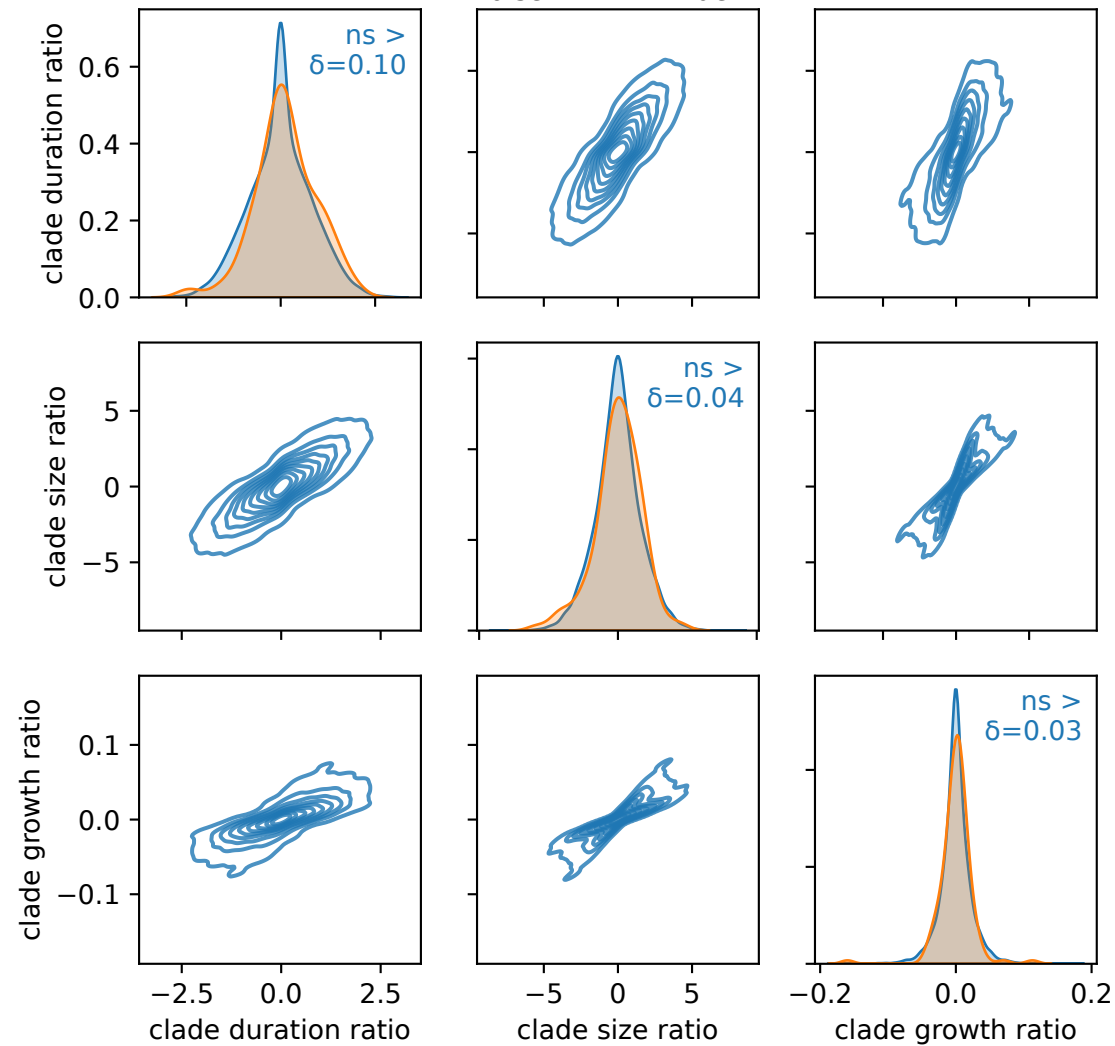 clade duration ratio
0.6
0.4
0.2
0.0
ns >
δ=0.10
clade duration ratio
clade size ratio
5
0
−5
ns >
δ=0.04
clade growth ratio
0.1
0.0
−0.1
ns >
δ=0.03
−2.5 0.0 2.5
−5 0 5
−0.2 0.0 0.2
clade duration ratio
clade size ratio
clade growth ratio